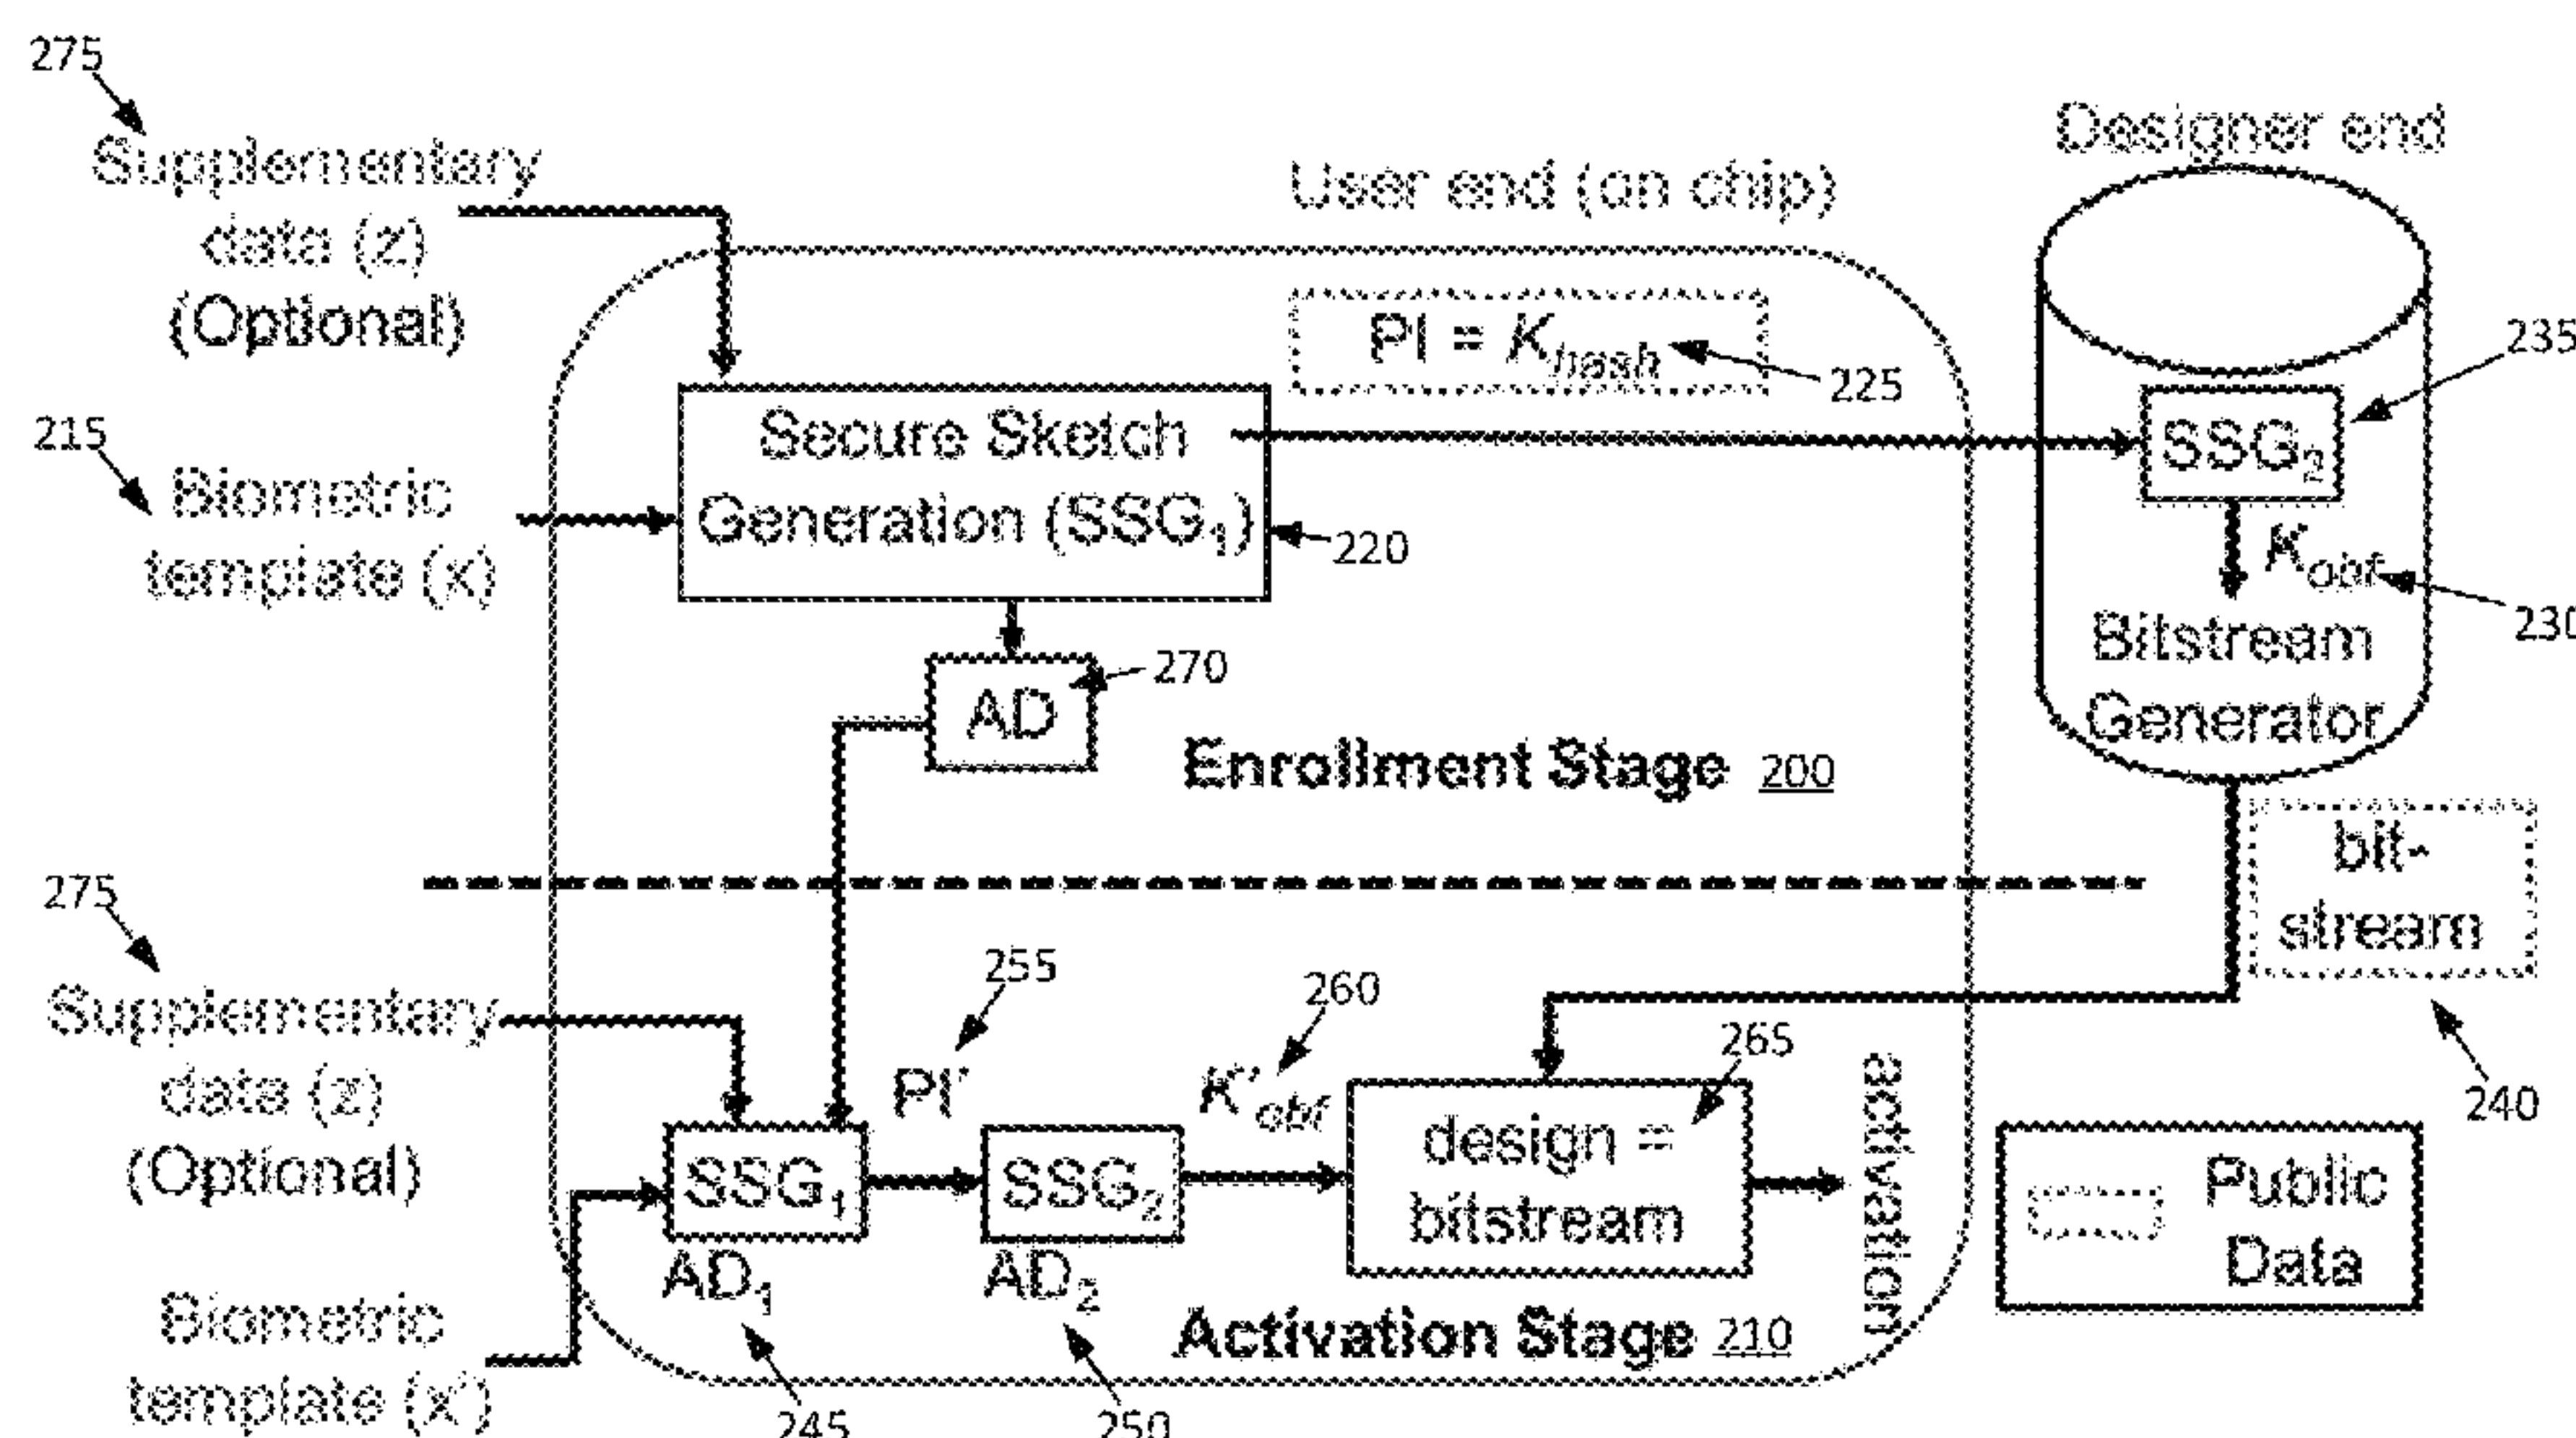 275
Supplementary
data (z)
(Optional)
User end (on chip)
Designer end
PI = K_hash
225
235
215
Biometric
template (x)
Secure Sketch
Generation (SSG₁)
220
SSG₂
K_obf
230
Bitstream
Generator
AD
270
Enrollment Stage 200
bit-
stream
240
275
Supplementary
data (z)
(Optional)
Biometric
template (x')
255
PI'
260
K'_obf
265
SSG₁
AD₁
245
SSG₂
AD₂
250
design =
bitstream
activation
Activation Stage 210
Public
Data